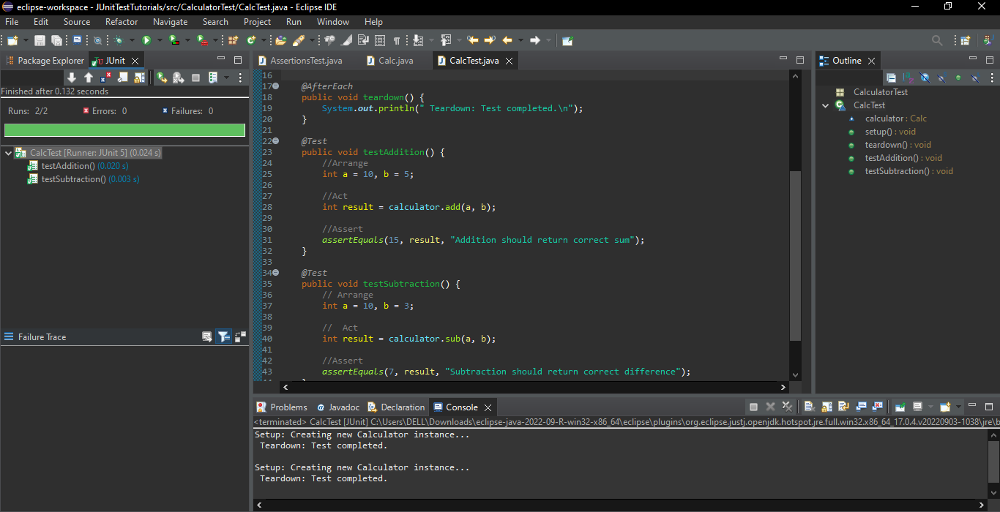 eclipse-workspace - JUnitTestTutorials/src/CalculatorTest/CalcTest.java - Eclipse IDE
File Edit Source Refactor Navigate Search Project Run Window Help
Package Explorer JUnit
Finished after 0.132 seconds
Runs: 2/2 Errors: 0 Failures: 0
CalcTest [Runner: JUnit 5] (0.024 s)
testAddition() (0.020 s)
testSubtraction() (0.003 s)
Failure Trace
AssertionsTest.java Calc.java CalcTest.java
16
17 @AfterEach
18 public void teardown() {
19 System.out.println(" Teardown: Test completed.\n");
20 }
21
22 @Test
23 public void testAddition() {
24 //Arrange
25 int a = 10, b = 5;
26
27 //Act
28 int result = calculator.add(a, b);
29
30 //Assert
31 assertEquals(15, result, "Addition should return correct sum");
32 }
33
34 @Test
35 public void testSubtraction() {
36 // Arrange
37 int a = 10, b = 3;
38
39 //  Act
40 int result = calculator.sub(a, b);
41
42 //Assert
43 assertEquals(7, result, "Subtraction should return correct difference");
Outline
CalculatorTest
CalcTest
calculator : Calc
setup() : void
teardown() : void
testAddition() : void
testSubtraction() : void
Problems Javadoc Declaration Console
<terminated> CalcTest [JUnit] C:\Users\DELL\Downloads\eclipse-java-2022-09-R-win32-x86_64\eclipse\plugins\org.eclipse.justj.openjdk.hotspot.jre.full.win32.x86_64_17.0.4.v20220903-1038\jre\b
Setup: Creating new Calculator instance...
Teardown: Test completed.
Setup: Creating new Calculator instance...
Teardown: Test completed.